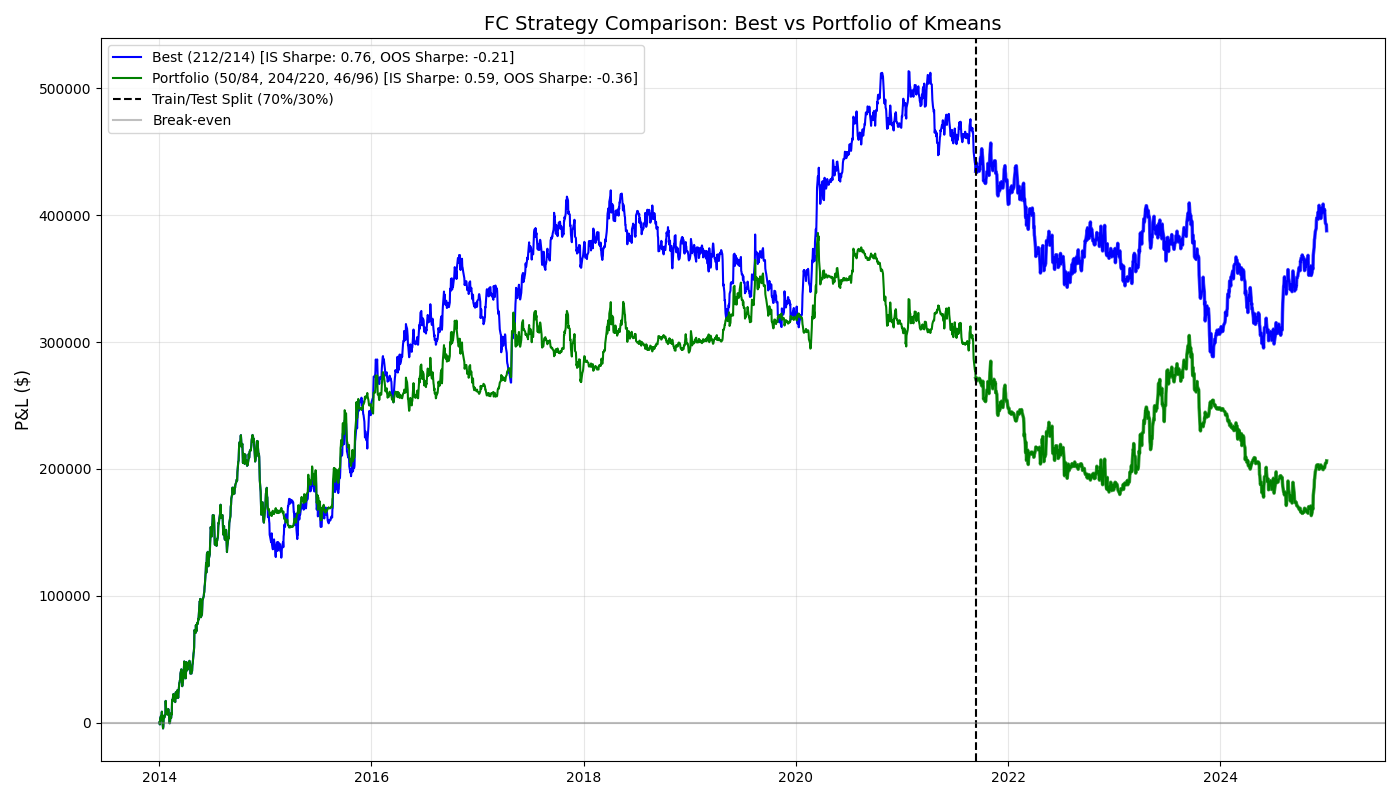 FC Strategy Comparison: Best vs Portfolio of Kmeans
Best (212/214) [IS Sharpe: 0.76, OOS Sharpe: -0.21]
Portfolio (50/84, 204/220, 46/96) [IS Sharpe: 0.59, OOS Sharpe: -0.36]
Train/Test Split (70%/30%)
Break-even
P&L ($)
500000
400000
300000
200000
100000
0
2014
2016
2018
2020
2022
2024